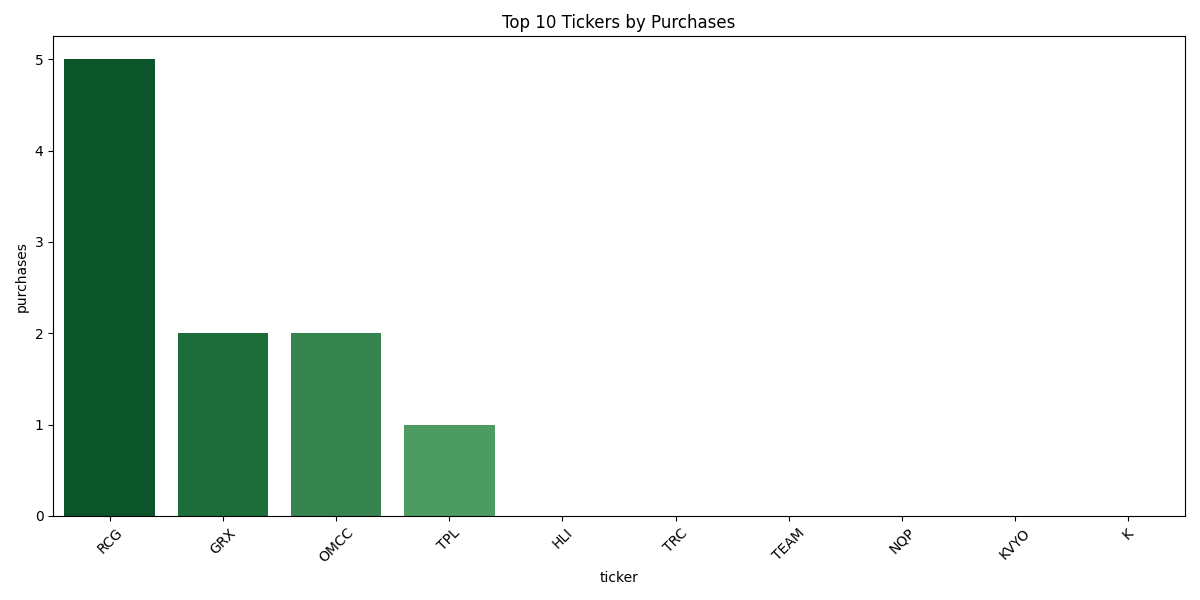 Top 10 Tickers by Purchases
purchases
5
4
3
2
1
0
RCG GRX OMCC TPL HLI TRC TEAM NQP KVYO K
ticker